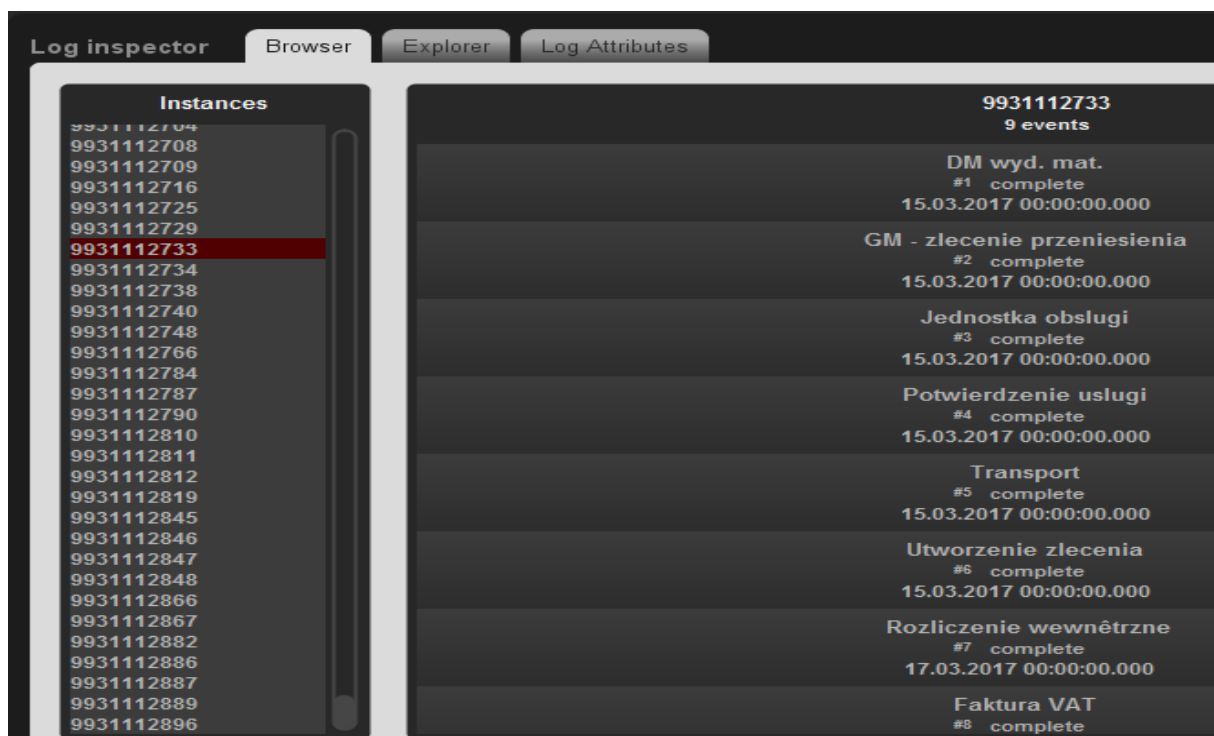 Log inspector Browser Explorer Log Attributes
Instances
9931112704
9931112708
9931112709
9931112716
9931112725
9931112729
9931112733
9931112734
9931112738
9931112740
9931112748
9931112766
9931112784
9931112787
9931112790
9931112810
9931112811
9931112812
9931112819
9931112845
9931112846
9931112847
9931112848
9931112866
9931112867
9931112882
9931112886
9931112887
9931112889
9931112896
9931112733
9 events
DM wyd. mat.
#1 complete
15.03.2017 00:00:00.000
GM - zlecenie przeniesienia
#2 complete
15.03.2017 00:00:00.000
Jednostka obslugi
#3 complete
15.03.2017 00:00:00.000
Potwierdzenie uslugi
#4 complete
15.03.2017 00:00:00.000
Transport
#5 complete
15.03.2017 00:00:00.000
Utworzenie zlecenia
#6 complete
15.03.2017 00:00:00.000
Rozliczenie wewnêtrzne
#7 complete
17.03.2017 00:00:00.000
Faktura VAT
#8 complete